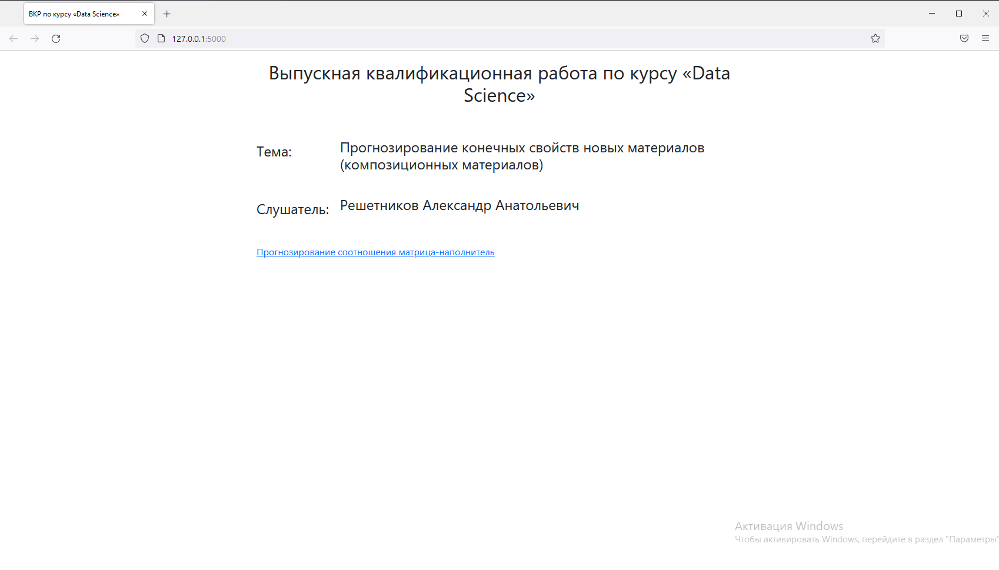 ВКР по курсу «Data Science»
127.0.0.1:5000
Выпускная квалификационная работа по курсу «Data
Science»
Тема:
Прогнозирование конечных свойств новых материалов
(композиционных материалов)
Слушатель:
Решетников Александр Анатольевич
Прогнозирование соотношения матрица-наполнитель
Активация Windows
Чтобы активировать Windows, перейдите в раздел "Параметры"